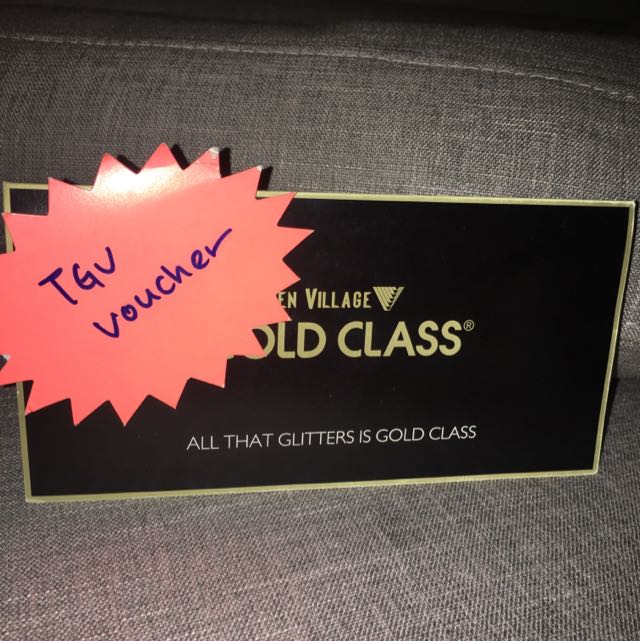 TGV
voucher
EN VILLAGE
OLD CLASS®
ALL THAT GLITTERS IS GOLD CLASS